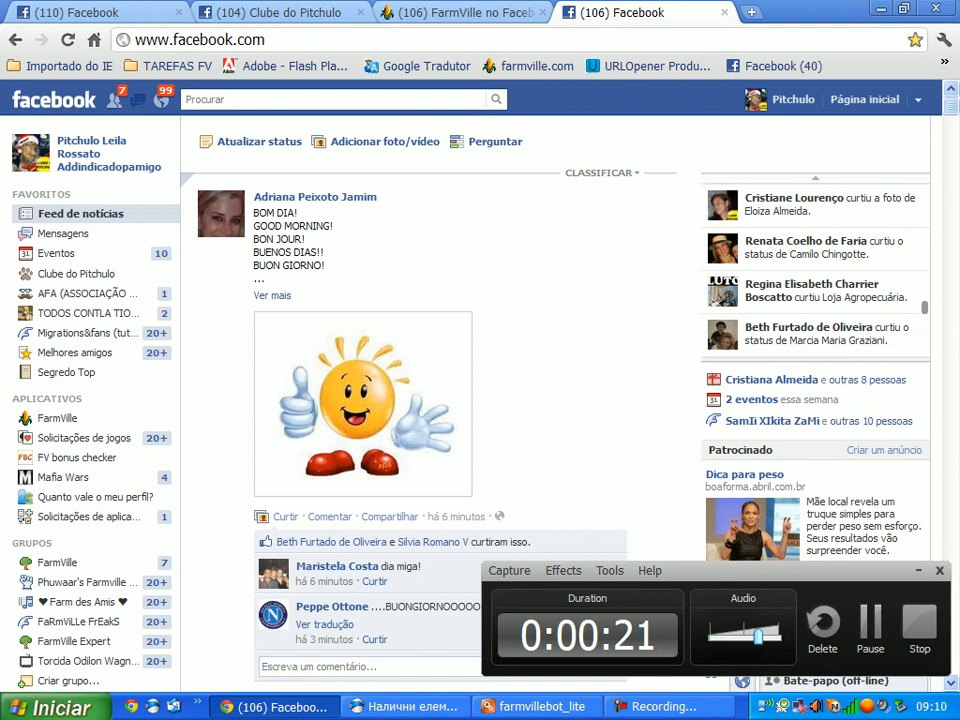 (110) Facebook
(104) Clube do Pitchulo
(106) FarmVille no Faceb
(106) Facebook
www.facebook.com
Importado do IE
TAREFAS FV
Adobe - Flash Pla...
Google Tradutor
farmville.com
URLOpener Produ...
Facebook (40)
»
facebook
7
99
Procurar
Pitchulo
Página inicial
Pitchulo Leila
Rossato
Addindicadopamigo
FAVORITOS
Feed de notícias
Mensagens
Eventos 10
Clube do Pitchulo
AFA (ASSOCIAÇÃO ... 1
TODOS CONTLA TIO... 2
Migrations&fans (tut... 20+
Melhores amigos 20+
Segredo Top
APLICATIVOS
FarmVille
Solicitações de jogos 20+
FBC FV bonus checker
Mafia Wars 4
Quanto vale o meu perfil?
Solicitações de aplica... 1
GRUPOS
FarmVille 7
Phuwaar's Farmville ... 20+
♥ Farm des Amis ♥ 20+
FaRmViLLe FrEakS 20+
FarmVille Expert 20+
Torcida Odilon Wagn... 20+
Criar grupo...
Atualizar status
Adicionar foto/vídeo
Perguntar
CLASSIFICAR
Adriana Peixoto Jamim
BOM DIA!
GOOD MORNING!
BON JOUR!
BUENOS DIAS!!
BUON GIORNO!
...
Ver mais
Curtir · Comentar · Compartilhar · há 6 minutos ·
Beth Furtado de Oliveira e Silvia Romano V curtiram isso.
Maristela Costa dia miga!
há 6 minutos · Curtir
Peppe Ottone ....BUONGIORNOOOOO
Ver tradução
há 3 minutos · Curtir
Escreva um comentário...
Cristiane Lourenço curtiu a foto de
Eloiza Almeida.
Renata Coelho de Faria curtiu o
status de Camilo Chingotte.
Regina Elisabeth Charrier
Boscatto curtiu Loja Agropecuária.
Beth Furtado de Oliveira curtiu o
status de Marcia Maria Graziani.
Cristiana Almeida e outras 8 pessoas
2 eventos essa semana
SamIi XIkita ZaMi e outras 10 pessoas
Patrocinado
Criar um anúncio
Dica para peso
boaforma.abril.com.br
Mãe local revela um
truque simples para
perder peso sem esforço.
Seus resultados vão
surpreender você.
Capture
Effects
Tools
Help
Duration
0:00:21
Audio
Delete
Pause
Stop
Bate-papo (off-line)
Iniciar
»
(106) Faceboo...
Налични елем...
farmvillebot_lite
Recording...
09:10